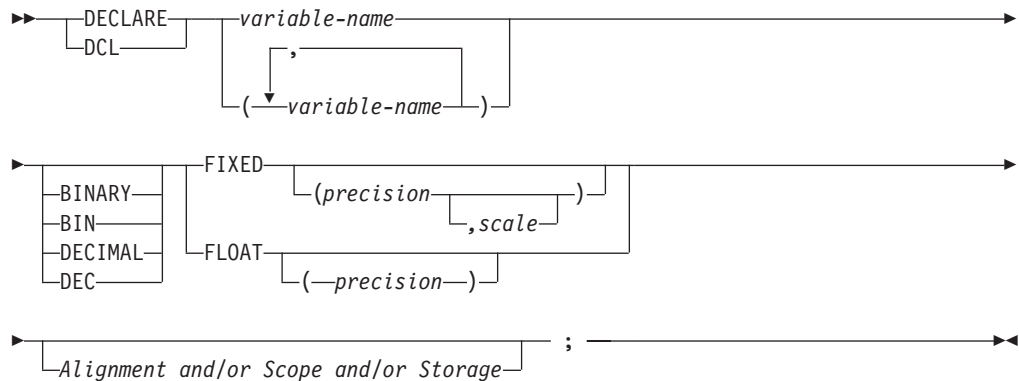 DECLARE variable-name
DCL
,
( variable-name )
FIXED
BINARY (precision )
BIN ,scale
DECIMAL FLOAT
DEC ( precision )
;
Alignment and/or Scope and/or Storage